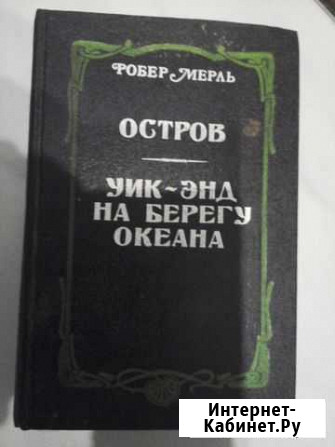 РОБЕР МЕРЛЬ
ОСТРОВ
УИК~ЭНД
НА БЕРЕГУ
ОКЕАНА
Интернет-
Кабинет.Ру